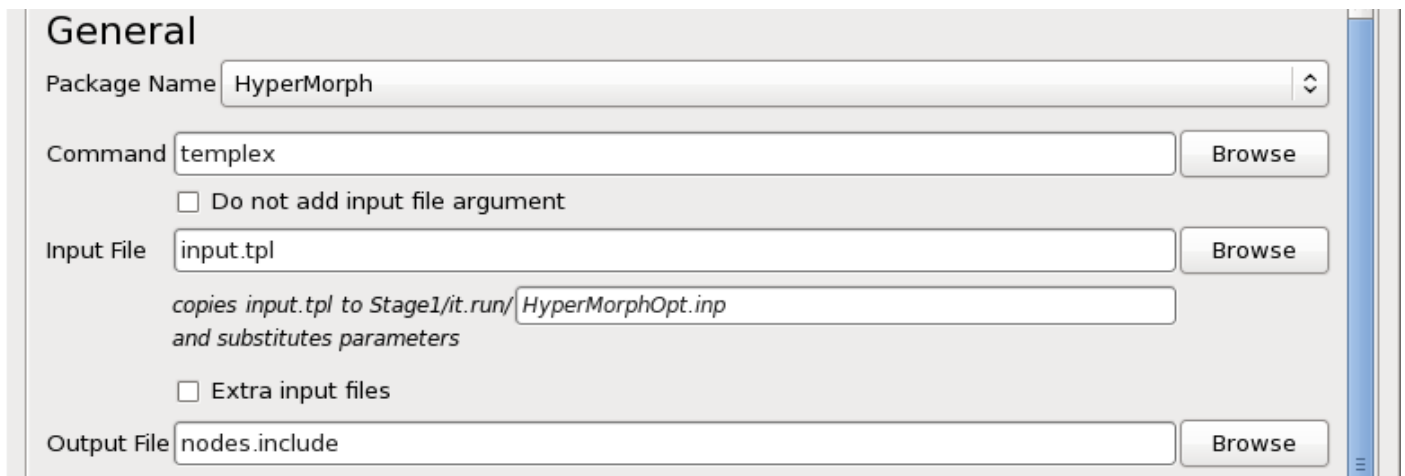 General
Package Name HyperMorph
Command templex Browse
Do not add input file argument
Input File input.tpl Browse
copies input.tpl to Stage1/it.run/ HyperMorphOpt.inp
and substitutes parameters
Extra input files
Output File nodes.include Browse